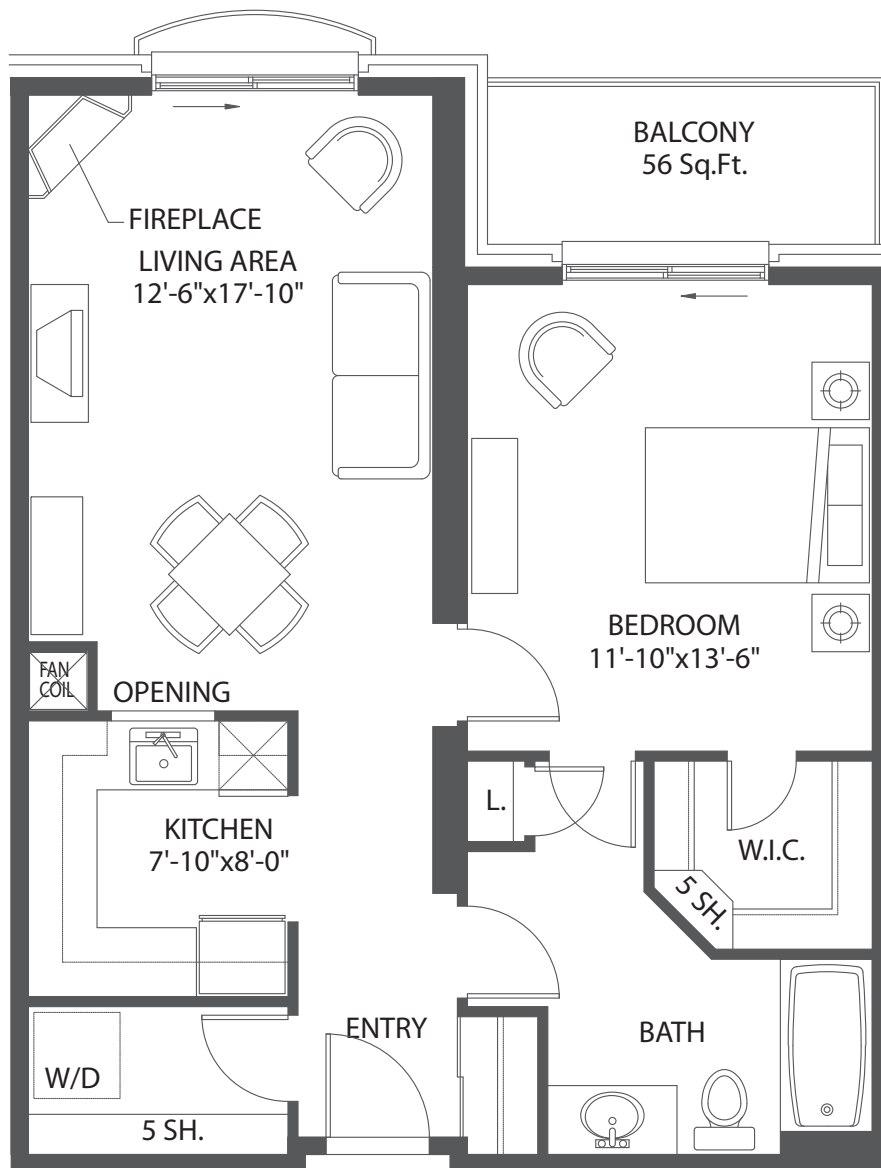 BALCONY
56 Sq.Ft.
FIREPLACE
LIVING AREA
12'-6"x17'-10"
BEDROOM
11'-10"x13'-6"
FAN
COIL
OPENING
KITCHEN
7'-10"x8'-0"
L.
W.I.C.
5 SH.
ENTRY
BATH
W/D
5 SH.